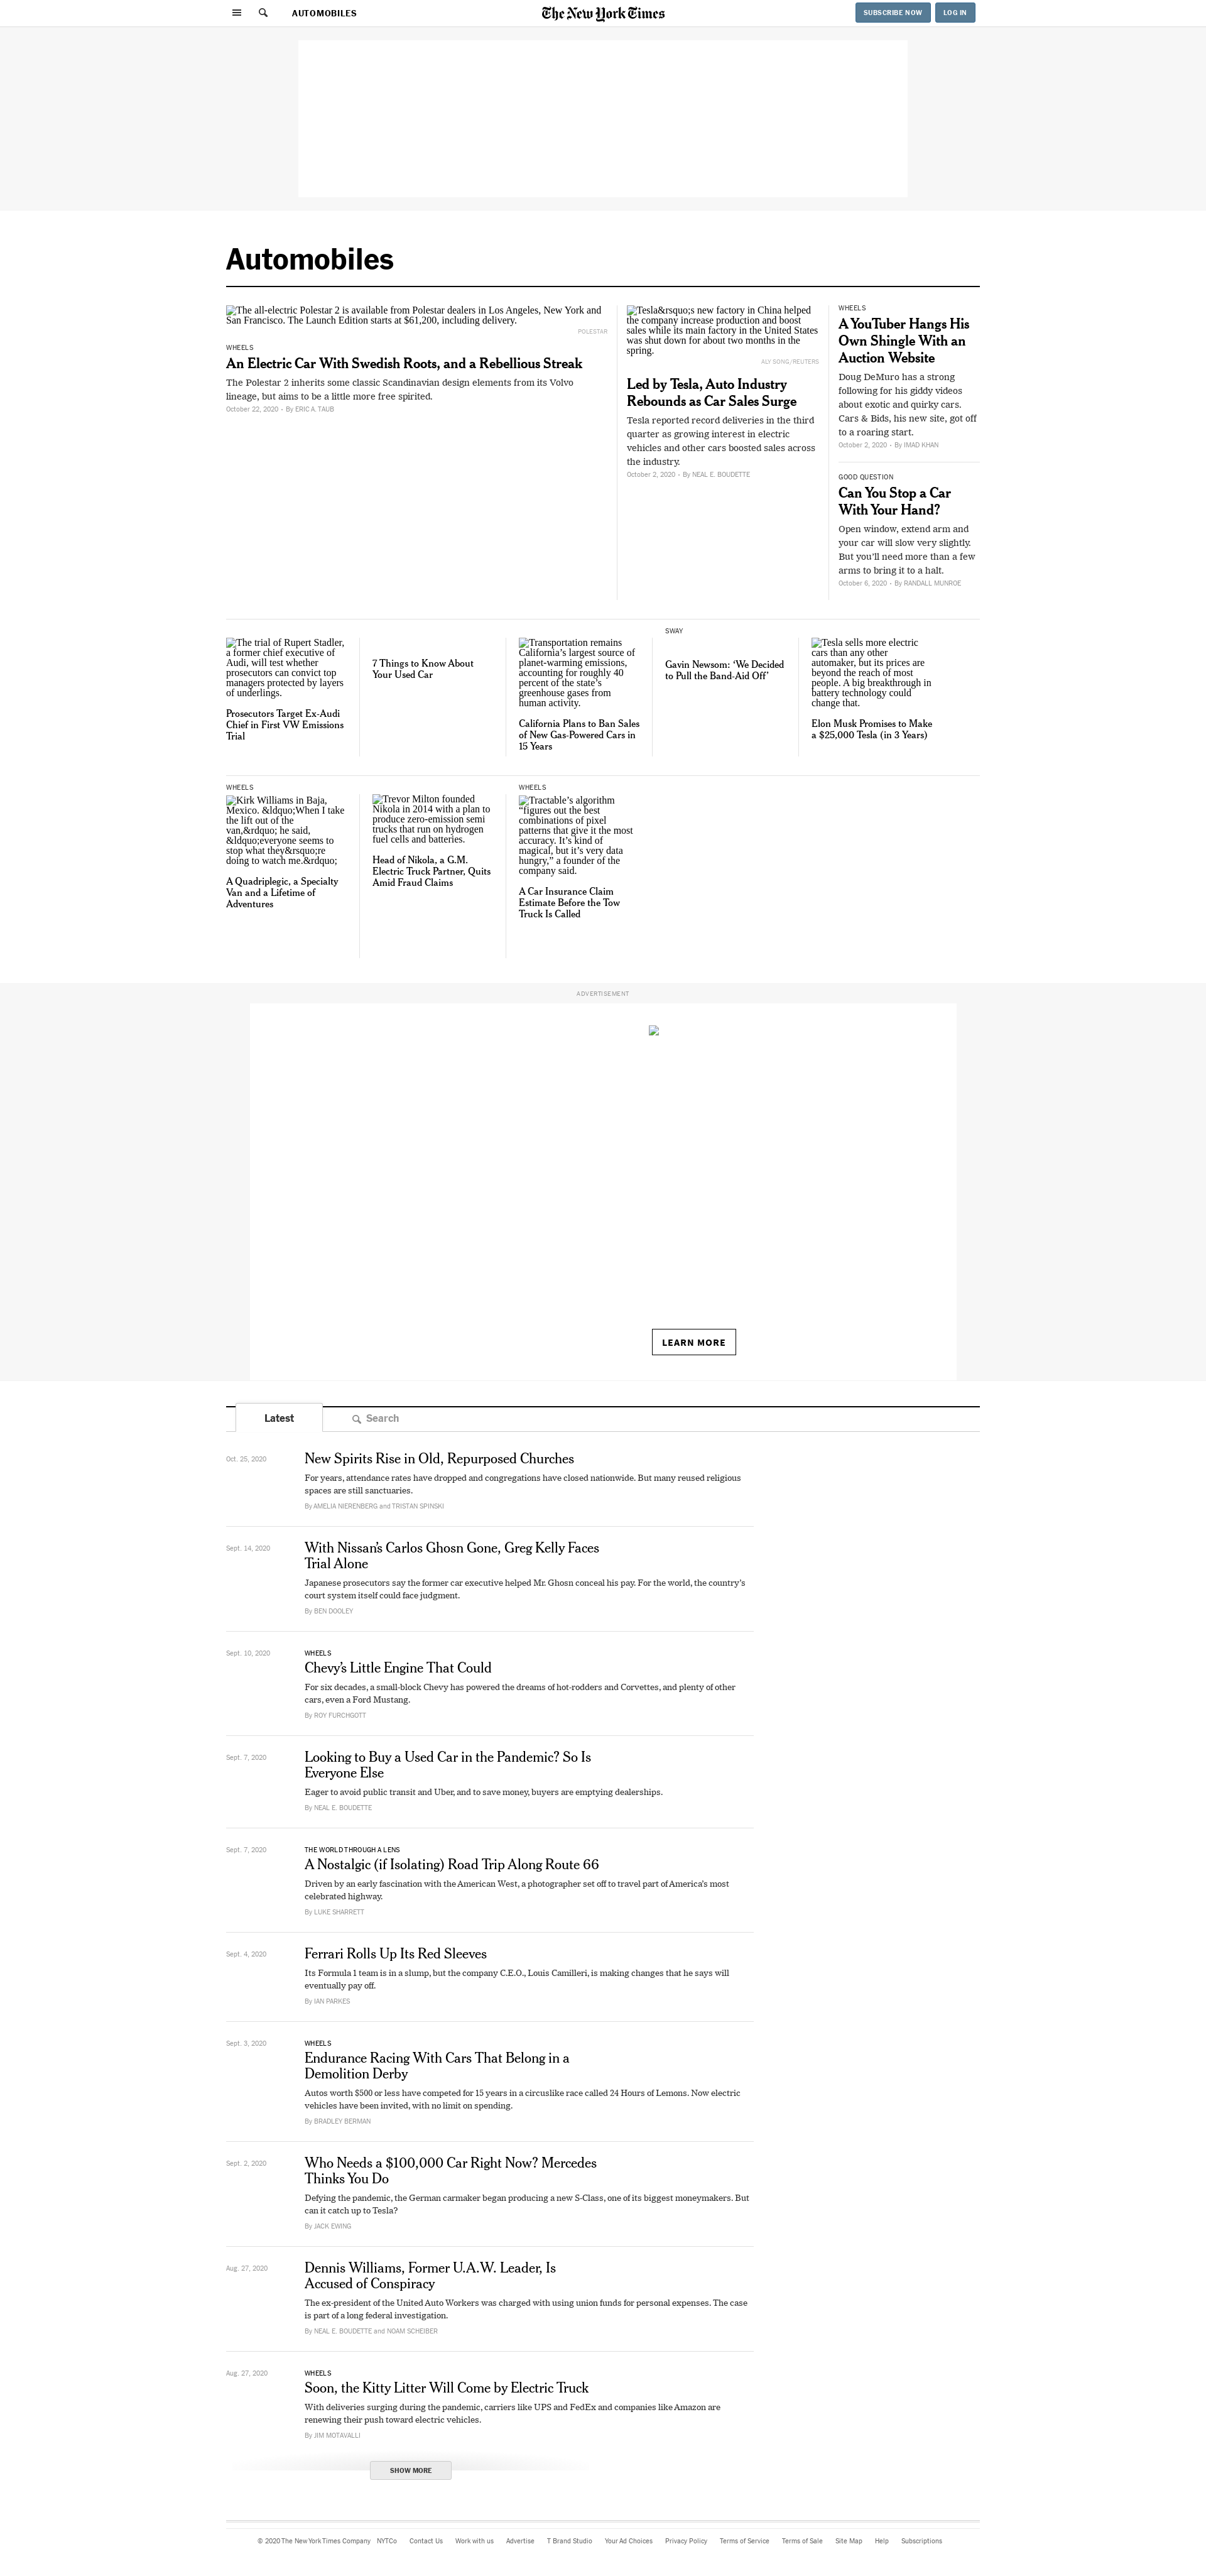 AUTOMOBILES
The New York Times
SUBSCRIBE NOW
LOG IN
Automobiles
The all-electric Polestar 2 is available from Polestar dealers in Los Angeles, New York and
San Francisco. The Launch Edition starts at $61,200, including delivery.
POLESTAR
WHEELS
An Electric Car With Swedish Roots, and a Rebellious Streak
The Polestar 2 inherits some classic Scandinavian design elements from its Volvo
lineage, but aims to be a little more free spirited.
October 22, 2020 - By ERIC A. TAUB
Tesla&rsquo;s new factory in China helped
the company increase production and boost
sales while its main factory in the United States
was shut down for about two months in the
spring.
ALY SONG/REUTERS
Led by Tesla, Auto Industry
Rebounds as Car Sales Surge
Tesla reported record deliveries in the third
quarter as growing interest in electric
vehicles and other cars boosted sales across
the industry.
October 2, 2020 - By NEAL E. BOUDETTE
WHEELS
A YouTuber Hangs His
Own Shingle With an
Auction Website
Doug DeMuro has a strong
following for his giddy videos
about exotic and quirky cars.
Cars & Bids, his new site, got off
to a roaring start.
October 2, 2020 - By IMAD KHAN
GOOD QUESTION
Can You Stop a Car
With Your Hand?
Open window, extend arm and
your car will slow very slightly.
But you’ll need more than a few
arms to bring it to a halt.
October 6, 2020 - By RANDALL MUNROE
The trial of Rupert Stadler,
a former chief executive of
Audi, will test whether
prosecutors can convict top
managers protected by layers
of underlings.
Prosecutors Target Ex-Audi
Chief in First VW Emissions
Trial
7 Things to Know About
Your Used Car
Transportation remains
California’s largest source of
planet-warming emissions,
accounting for roughly 40
percent of the state’s
greenhouse gases from
human activity.
California Plans to Ban Sales
of New Gas-Powered Cars in
15 Years
SWAY
Gavin Newsom: ‘We Decided
to Pull the Band-Aid Off’
Tesla sells more electric
cars than any other
automaker, but its prices are
beyond the reach of most
people. A big breakthrough in
battery technology could
change that.
Elon Musk Promises to Make
a $25,000 Tesla (in 3 Years)
WHEELS
Kirk Williams in Baja,
Mexico. &ldquo;When I take
the lift out of the
van,&rdquo; he said,
&ldquo;everyone seems to
stop what they&rsquo;re
doing to watch me.&rdquo;
A Quadriplegic, a Specialty
Van and a Lifetime of
Adventures
Trevor Milton founded
Nikola in 2014 with a plan to
produce zero-emission semi
trucks that run on hydrogen
fuel cells and batteries.
Head of Nikola, a G.M.
Electric Truck Partner, Quits
Amid Fraud Claims
WHEELS
Tractable’s algorithm
“figures out the best
combinations of pixel
patterns that give it the most
accuracy. It’s kind of
magical, but it’s very data
hungry,” a founder of the
company said.
A Car Insurance Claim
Estimate Before the Tow
Truck Is Called
ADVERTISEMENT
LEARN MORE
Latest
Search
Oct. 25, 2020
New Spirits Rise in Old, Repurposed Churches
For years, attendance rates have dropped and congregations have closed nationwide. But many reused religious
spaces are still sanctuaries.
By AMELIA NIERENBERG and TRISTAN SPINSKI
Sept. 14, 2020
With Nissan’s Carlos Ghosn Gone, Greg Kelly Faces
Trial Alone
Japanese prosecutors say the former car executive helped Mr. Ghosn conceal his pay. For the world, the country’s
court system itself could face judgment.
By BEN DOOLEY
Sept. 10, 2020
WHEELS
Chevy’s Little Engine That Could
For six decades, a small-block Chevy has powered the dreams of hot-rodders and Corvettes, and plenty of other
cars, even a Ford Mustang.
By ROY FURCHGOTT
Sept. 7, 2020
Looking to Buy a Used Car in the Pandemic? So Is
Everyone Else
Eager to avoid public transit and Uber, and to save money, buyers are emptying dealerships.
By NEAL E. BOUDETTE
Sept. 7, 2020
THE WORLD THROUGH A LENS
A Nostalgic (if Isolating) Road Trip Along Route 66
Driven by an early fascination with the American West, a photographer set off to travel part of America’s most
celebrated highway.
By LUKE SHARRETT
Sept. 4, 2020
Ferrari Rolls Up Its Red Sleeves
Its Formula 1 team is in a slump, but the company C.E.O., Louis Camilleri, is making changes that he says will
eventually pay off.
By IAN PARKES
Sept. 3, 2020
WHEELS
Endurance Racing With Cars That Belong in a
Demolition Derby
Autos worth $500 or less have competed for 15 years in a circuslike race called 24 Hours of Lemons. Now electric
vehicles have been invited, with no limit on spending.
By BRADLEY BERMAN
Sept. 2, 2020
Who Needs a $100,000 Car Right Now? Mercedes
Thinks You Do
Defying the pandemic, the German carmaker began producing a new S-Class, one of its biggest moneymakers. But
can it catch up to Tesla?
By JACK EWING
Aug. 27, 2020
Dennis Williams, Former U.A.W. Leader, Is
Accused of Conspiracy
The ex-president of the United Auto Workers was charged with using union funds for personal expenses. The case
is part of a long federal investigation.
By NEAL E. BOUDETTE and NOAM SCHEIBER
Aug. 27, 2020
WHEELS
Soon, the Kitty Litter Will Come by Electric Truck
With deliveries surging during the pandemic, carriers like UPS and FedEx and companies like Amazon are
renewing their push toward electric vehicles.
By JIM MOTAVALLI
SHOW MORE
© 2020 The New York Times Company NYTCo Contact Us Work with us Advertise T Brand Studio Your Ad Choices Privacy Policy Terms of Service Terms of Sale Site Map Help Subscriptions